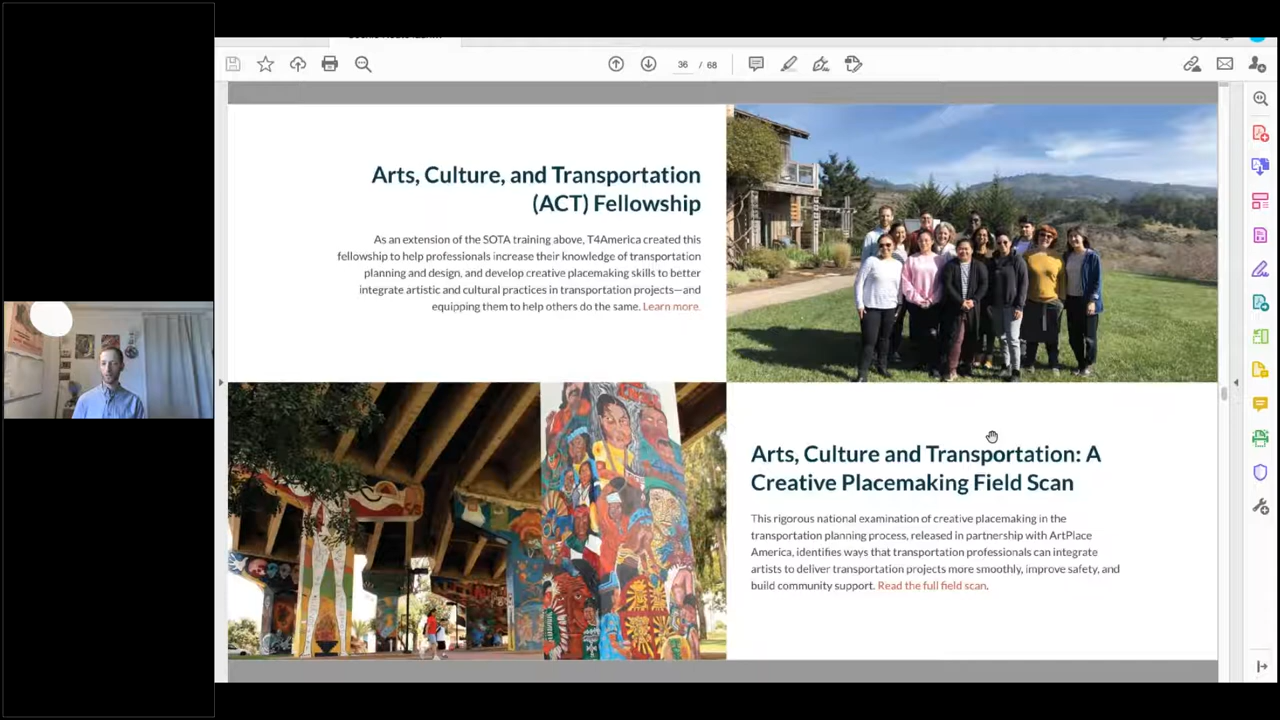 36 / 68
Arts, Culture, and Transportation
(ACT) Fellowship
As an extension of the SOTA training above, T4America created this
fellowship to help professionals increase their knowledge of transportation
planning and design, and develop creative placemaking skills to better
integrate artistic and cultural practices in transportation projects—and
equipping them to help others do the same. Learn more.
Arts, Culture and Transportation: A
Creative Placemaking Field Scan
This rigorous national examination of creative placemaking in the
transportation planning process, released in partnership with ArtPlace
America, identifies ways that transportation professionals can integrate
artists to deliver transportation projects more smoothly, improve safety, and
build community support. Read the full field scan.